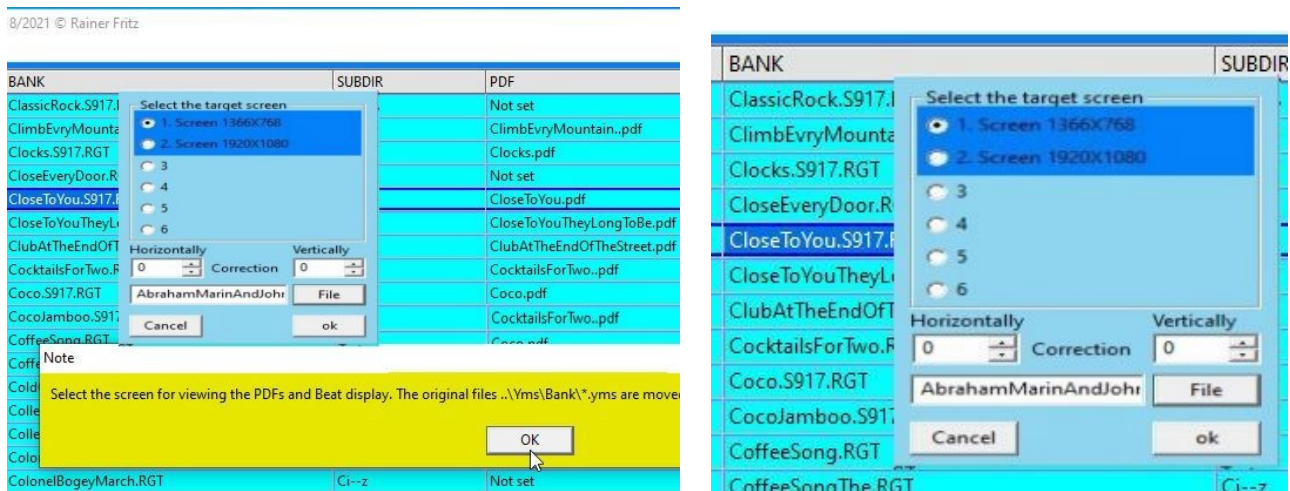 8/2021 © Rainer Fritz
BANK SUBDIR PDF
ClassicRock.S917. Select the target screen Not set
ClimbEvryMounta 1. Screen 1366X768 ClimbEvryMountain..pdf
Clocks.S917.RGT 2. Screen 1920X1080 Clocks.pdf
CloseEveryDoor.R 3 Not set
CloseToYou.S917. 4 CloseToYou.pdf
CloseToYouTheyL 5 CloseToYouTheyLongToBe.pdf
ClubAtTheEndOfT 6 ClubAtTheEndOfTheStreet.pdf
Horizontally Vertically
CocktailsForTwo.R 0 Correction 0 CocktailsForTwo..pdf
Coco.S917.RGT AbrahamMarinAndJohr File Coco.pdf
CocoJamboo.S917 Cancel ok CocktailsForTwo..pdf
CoffeeSong.RGT Coco.pdf
Note
Coffe
Cold
Select the screen for viewing the PDFs and Beat display. The original files ..\Yms\Bank\*.yms are move
Colle
Colle
OK
Colo
ColonelBogeyMarch.RGT Ci--z Not set
BANK SUBDIR
ClassicRock.S917. Select the target screen
ClimbEvryMounta 1. Screen 1366X768
Clocks.S917.RGT 2. Screen 1920X1080
CloseEveryDoor.R 3
CloseToYou.S917. 4
CloseToYouTheyL 5
ClubAtTheEndOfT 6
Horizontally Vertically
CocktailsForTwo.R 0 Correction 0
Coco.S917.RGT AbrahamMarinAndJohr File
CocoJamboo.S917 Cancel ok
CoffeeSong.RGT
CoffeeSongThe.RGT Ci--z